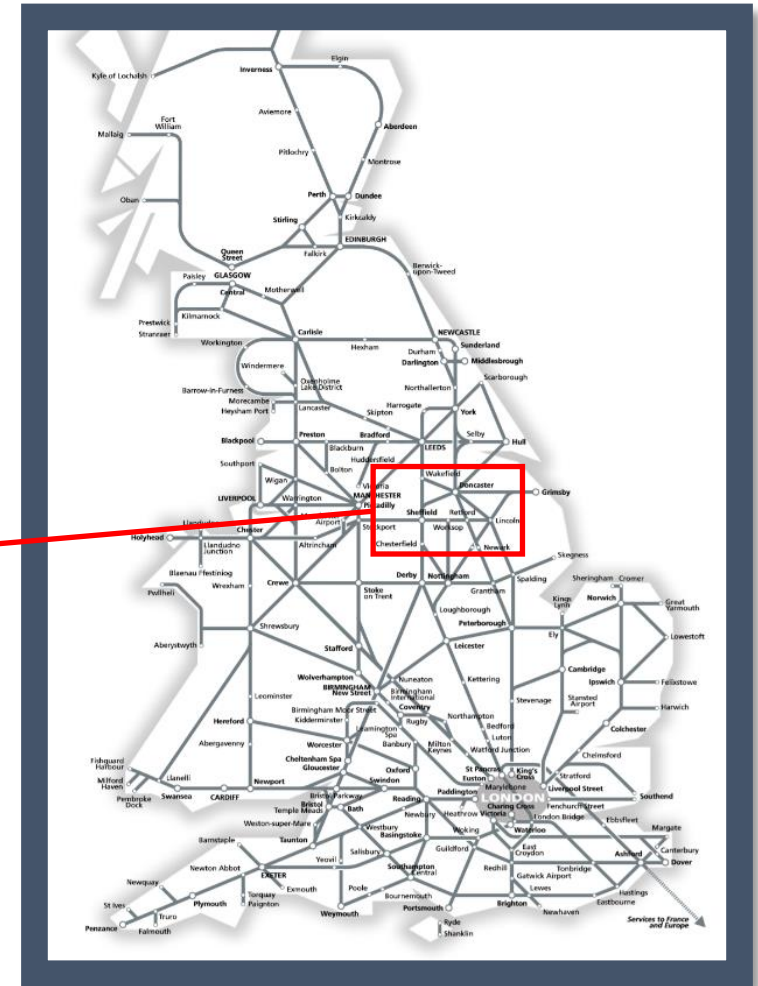 Elgin
Inverness
Kyle of Lochalsh
Aviemore
Fort
William
Mallaig
Aberdeen
Pitlochry
Montrose
Perth
Dundee
Oban
Kirkcaldy
Stirling
EDINBURGH
Queen
Street
Falkirk
Berwick-
upon-Tweed
Paisley
GLASGOW
Central
Motherwell
Kilmarnock
Prestwick
Stranraer
Carlisle
NEWCASTLE
Workington
Hexham
Sunderland
Durham
Darlington
Middlesbrough
Windermere
Oxenholme
Lake District
Scarborough
Barrow-in-Furness
Northallerton
Morecambe
Heysham Port
Lancaster
Harrogate
York
Skipton
Blackpool
Preston
Bradford
Selby
Hull
Blackburn
LEEDS
Huddersfield
Southport
Bolton
Wakefield
Wigan
Victoria
Doncaster
LIVERPOOL
Warrington
MANCHESTER
Piccadilly
Grimsby
Sheffield
Retford
Lincoln
Airport
Stockport
Worksop
Llandudno
Chester
Holyhead
Llandudno
Junction
Altrincham
Chesterfield
Newark
Skegness
Blaenau Ffestiniog
Pwllheli
Wrexham
Crewe
Stoke
on Trent
Derby
Nottingham
Grantham
Spalding
Sheringham
Cromer
Kings
Lynn
Norwich
Great
Yarmouth
Loughborough
Peterborough
Ely
Lowestoft
Aberystwyth
Shrewsbury
Stafford
Leicester
Wolverhampton
Nuneaton
Kettering
Cambridge
Ipswich
Felixstowe
BIRMINGHAM
New Street
Birmingham
International
Leominster
Coventry
Stevenage
Stansted
Airport
Harwich
Birmingham Moor Street
Kidderminster
Rugby
Northampton
Hereford
Leamington
Spa
Bedford
Colchester
Abergavenny
Worcester
Banbury
Milton
Keynes
Luton
Watford Junction
Chelmsford
Fishguard
Harbour
Cheltenham Spa
Gloucester
Oxford
St Pancras
Euston
King's
Cross
Stratford
Milford
Haven
Llanelli
Newport
Swindon
Marylebone
Liverpool Street
Pembroke
Dock
Swansea
CARDIFF
Bristol Parkway
Paddington
LONDON
Southend
Bristol
Temple Meads
Bath
Reading
Charing Cross
Fenchurch Street
Weston-super-Mare
Newbury
Heathrow
Victoria
London Bridge
Ebbsfleet
Westbury
Basingstoke
Woking
Waterloo
Margate
Barnstaple
Taunton
Salisbury
Guildford
East
Croydon
Canterbury
Newton Abbot
Yeovil
Southampton
Central
Redhill
Tonbridge
Ashford
Dover
Newquay
EXETER
Exmouth
Poole
Gatwick Airport
St Ives
Torquay
Paignton
Bournemouth
Lewes
Hastings
Plymouth
Weymouth
Portsmouth
Brighton
Eastbourne
Truro
Newhaven
Penzance
Falmouth
Ryde
Shanklin
Services to France
and Europe